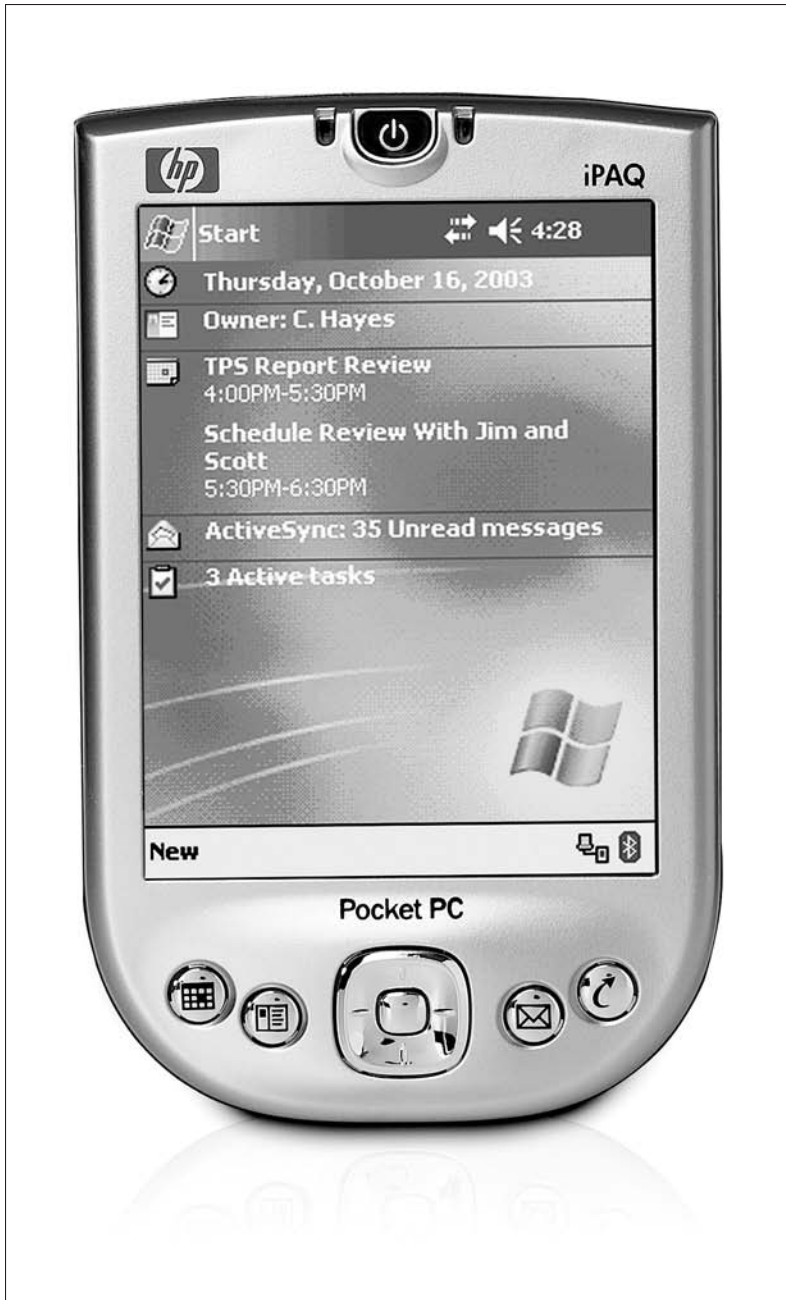 hp
iPAQ
Start 4:28
Thursday, October 16, 2003
Owner: C. Hayes
TPS Report Review
4:00PM-5:30PM
Schedule Review With Jim and
Scott
5:30PM-6:30PM
ActiveSync: 35 Unread messages
3 Active tasks
New
Pocket PC